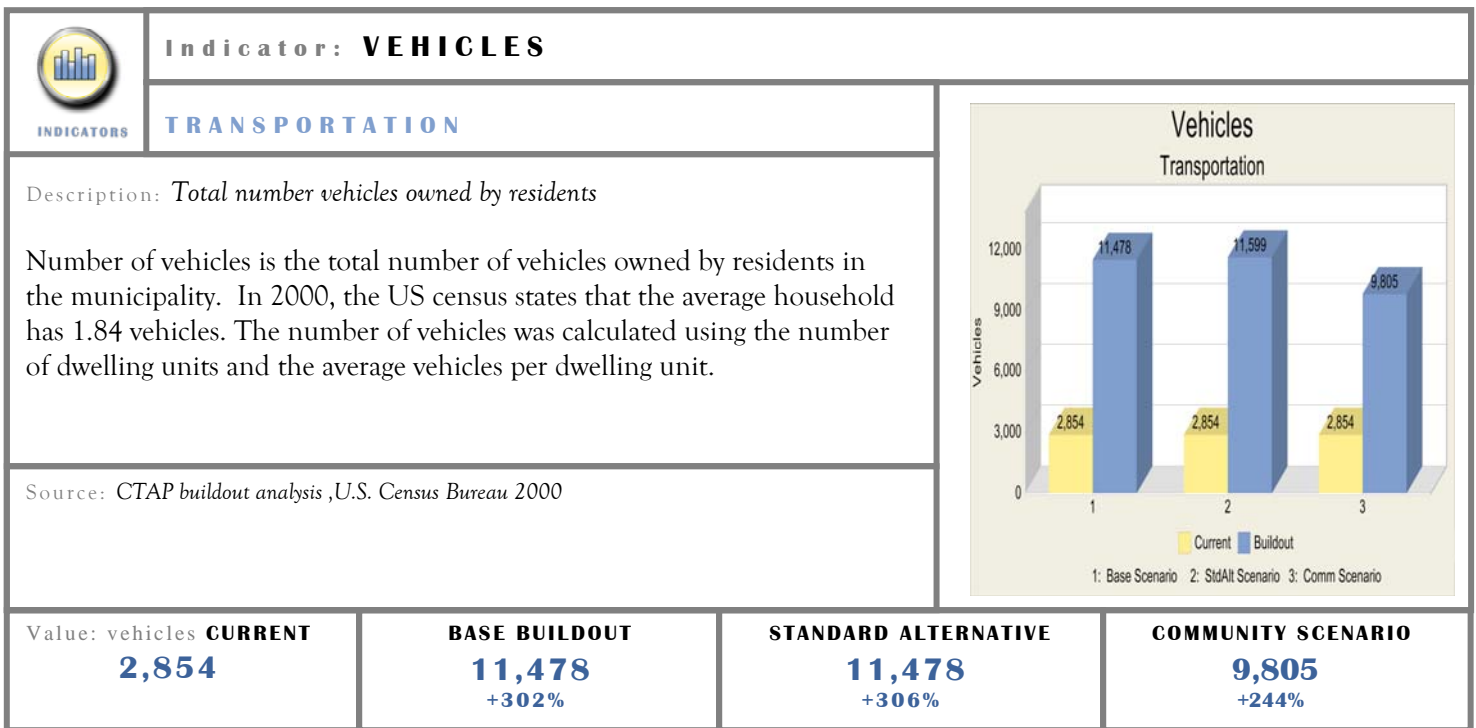 Indicator: VEHICLES
INDICATORS
TRANSPORTATION
Description: Total number vehicles owned by residents
Number of vehicles is the total number of vehicles owned by residents in
the municipality. In 2000, the US census states that the average household
has 1.84 vehicles. The number of vehicles was calculated using the number
of dwelling units and the average vehicles per dwelling unit.
Source: CTAP buildout analysis ,U.S. Census Bureau 2000
Vehicles
Transportation
Vehicles
12,000
9,000
6,000
3,000
0
2,854
11,478
2,854
11,599
2,854
9,805
1
2
3
Current Buildout
1: Base Scenario 2: StdAlt Scenario 3: Comm Scenario
Value: vehicles CURRENT
2,854
BASE BUILDOUT
11,478
+302%
STANDARD ALTERNATIVE
11,478
+306%
COMMUNITY SCENARIO
9,805
+244%